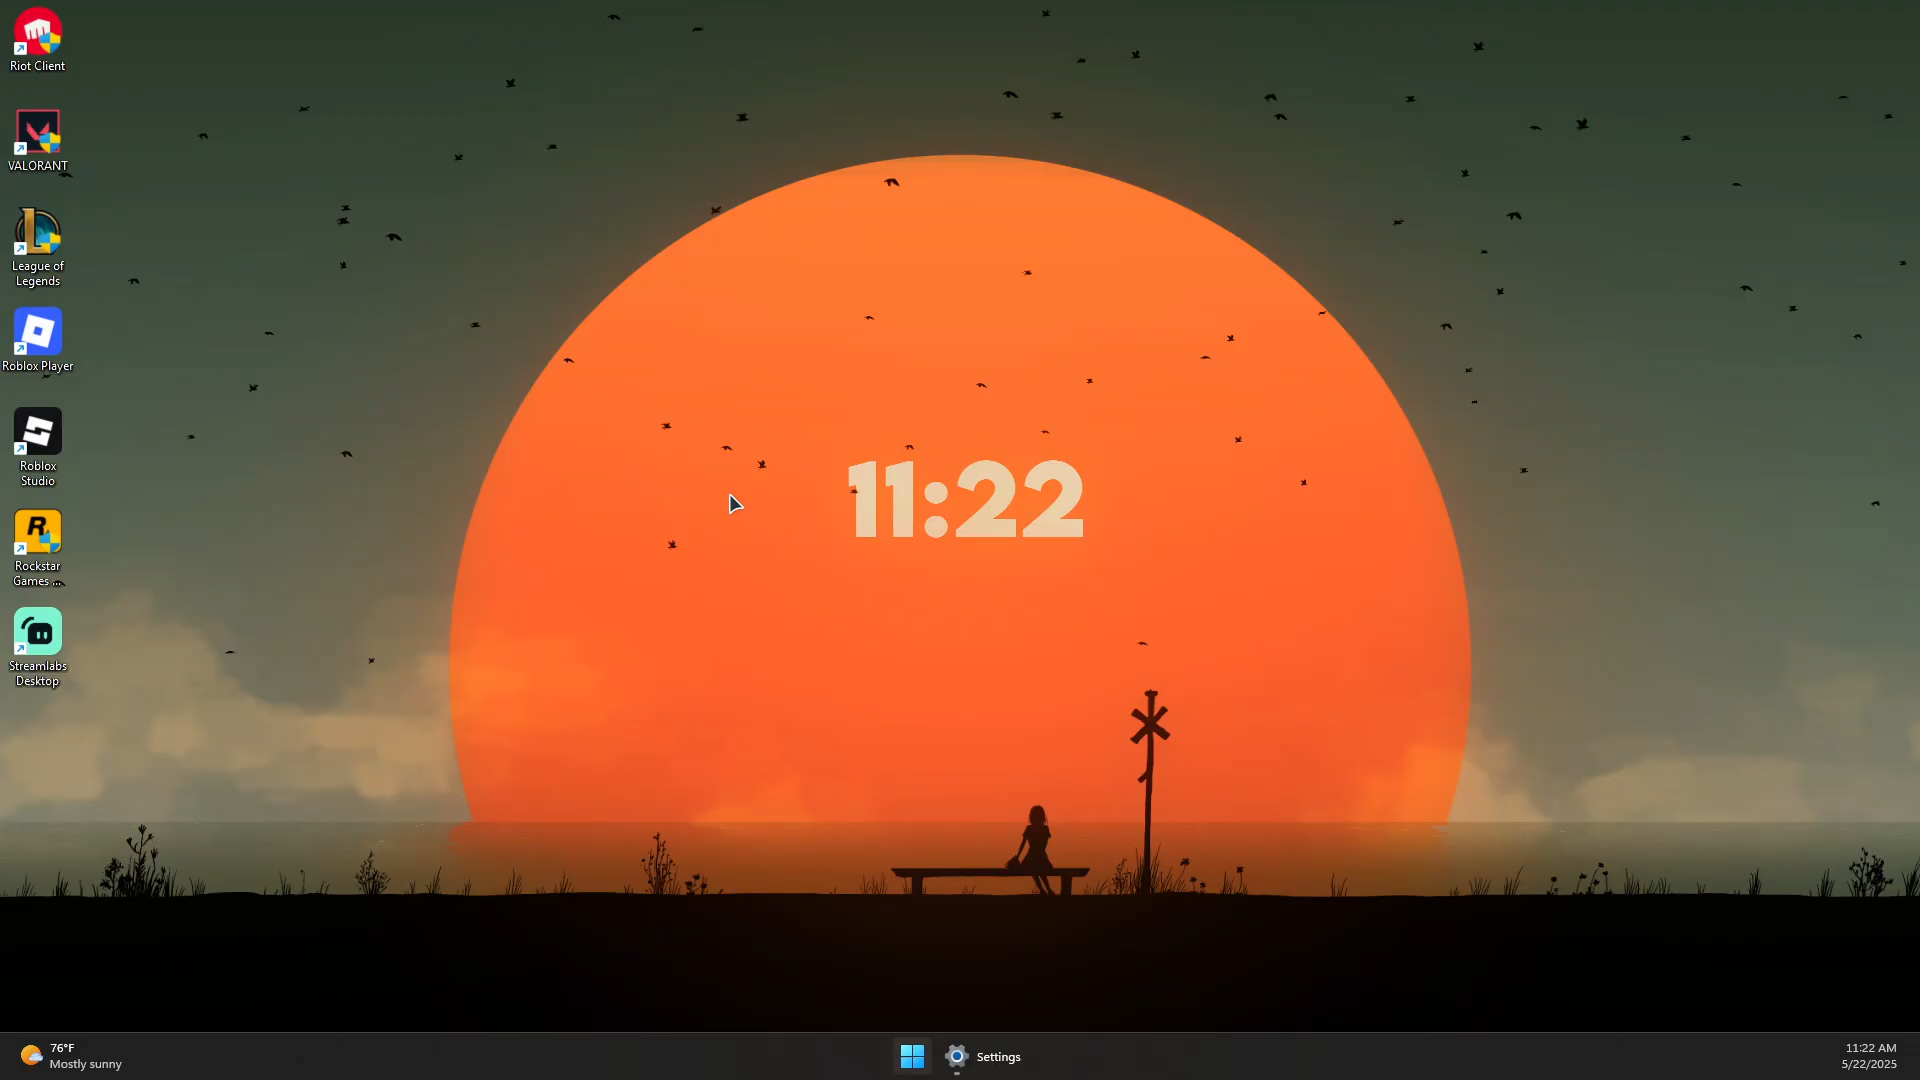 Riot Client
VALORANT
League of
Legends
Roblox Player
Roblox
Studio
Rockstar
Games ...
Streamlabs
Desktop
11:22
76°F
Mostly sunny
Settings
11:22 AM
5/22/2025